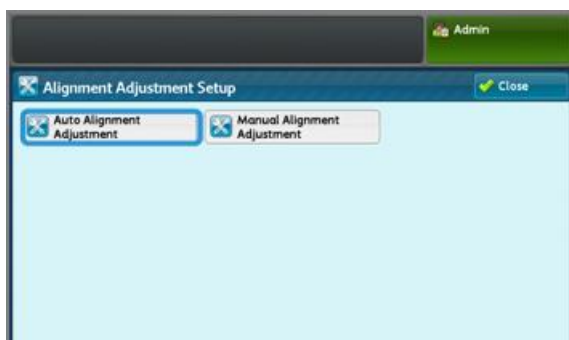 Admin
Alignment Adjustment Setup
Close
Auto Alignment
Adjustment
Manual Alignment
Adjustment